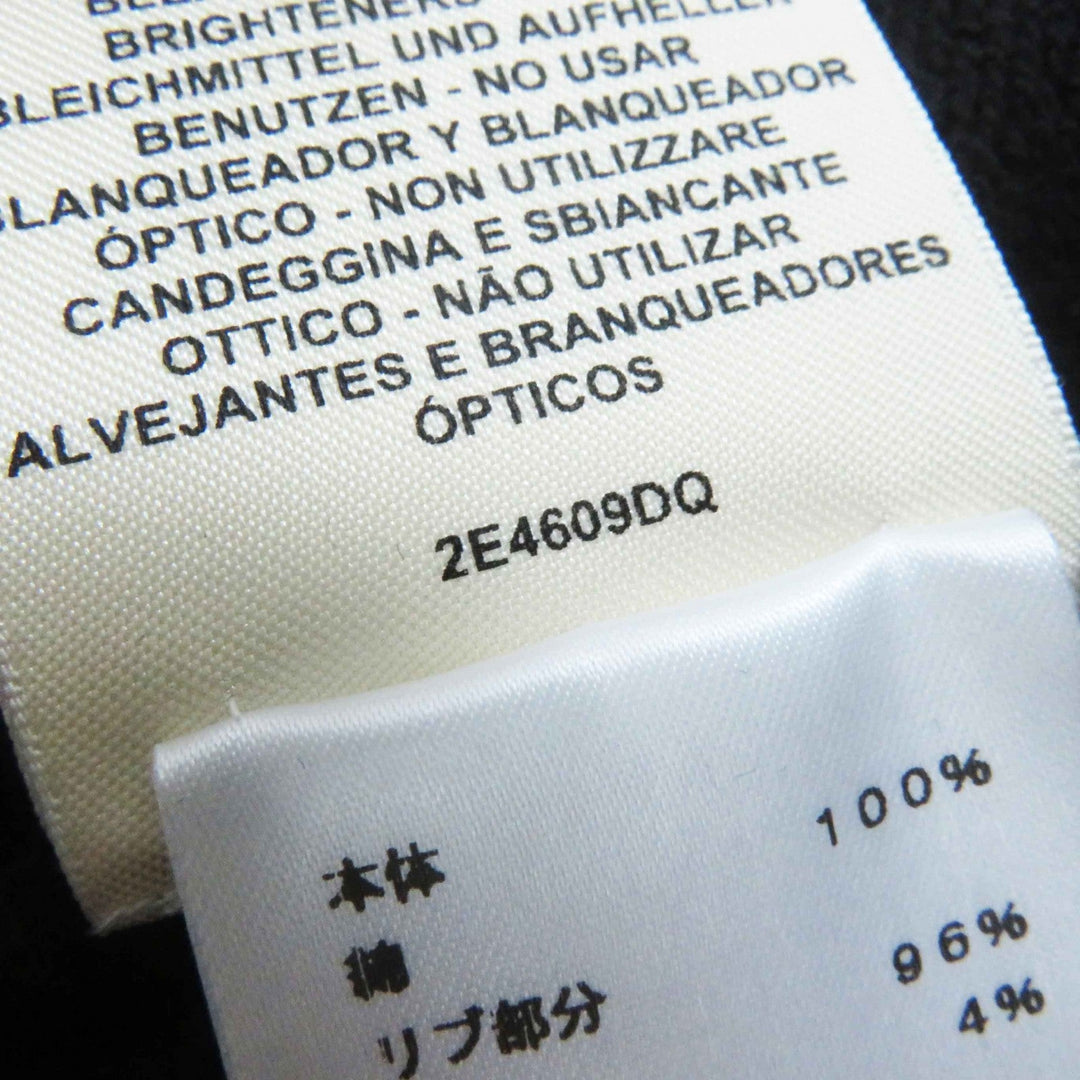 BRIGHTENERS
BLEICHMITTEL UND AUFHELLER
BENUTZEN - NO USAR
BLANQUEADOR Y BLANQUEADOR
ÓPTICO - NON UTILIZZARE
CANDEGGINA E SBIANCANTE
OTTICO - NÃO UTILIZAR
ALVEJANTES E BRANQUEADORES
ÓPTICOS
2E4609DQ
本体
綿 100%
リブ部分
96%
4%